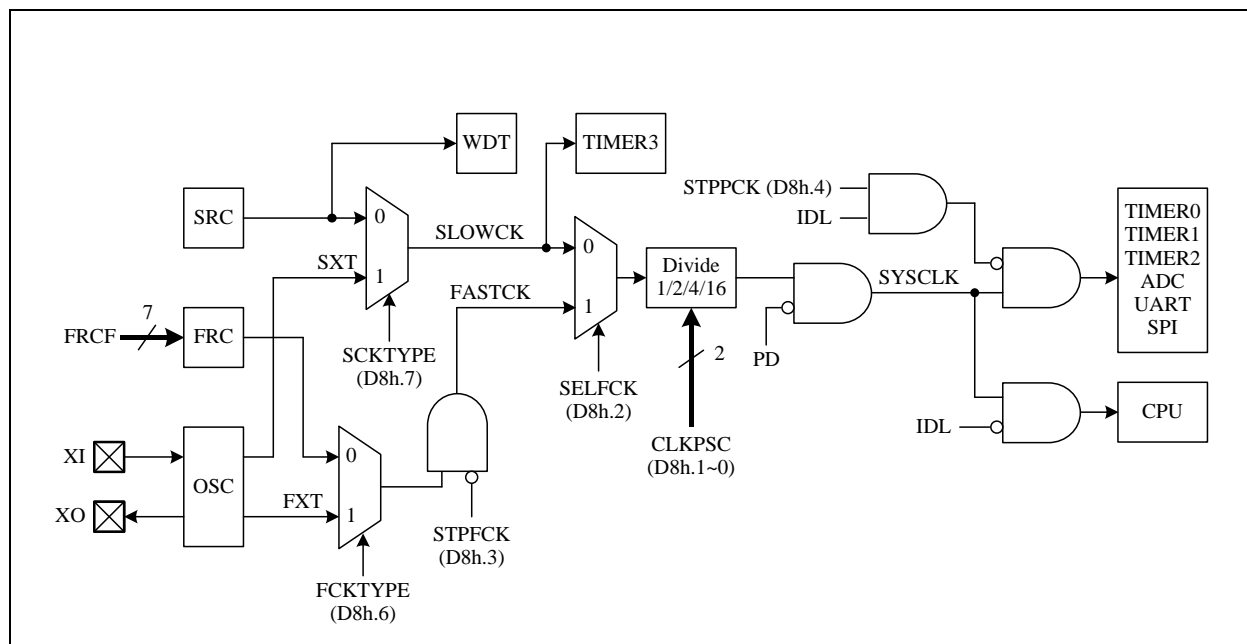 WDT
TIMER3
STPPCK (D8h.4)
IDL
SRC
0
1
SXT
SLOWCK
FASTCK
0
1
Divide
1/2/4/16
SYSCLK
TIMER0
TIMER1
TIMER2
ADC
UART
SPI
FRCF
7
FRC
SCKTYPE
(D8h.7)
SELFCK
(D8h.2)
2
PD
CLKPSC
(D8h.1~0)
IDL
CPU
XI
XO
OSC
FXT
0
1
STPFCK
(D8h.3)
FCKTYPE
(D8h.6)